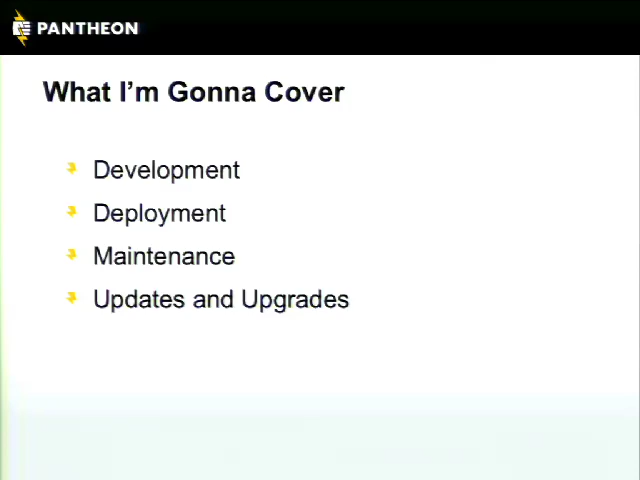 PANTHEON
What I'm Gonna Cover
Development
Deployment
Maintenance
Updates and Upgrades